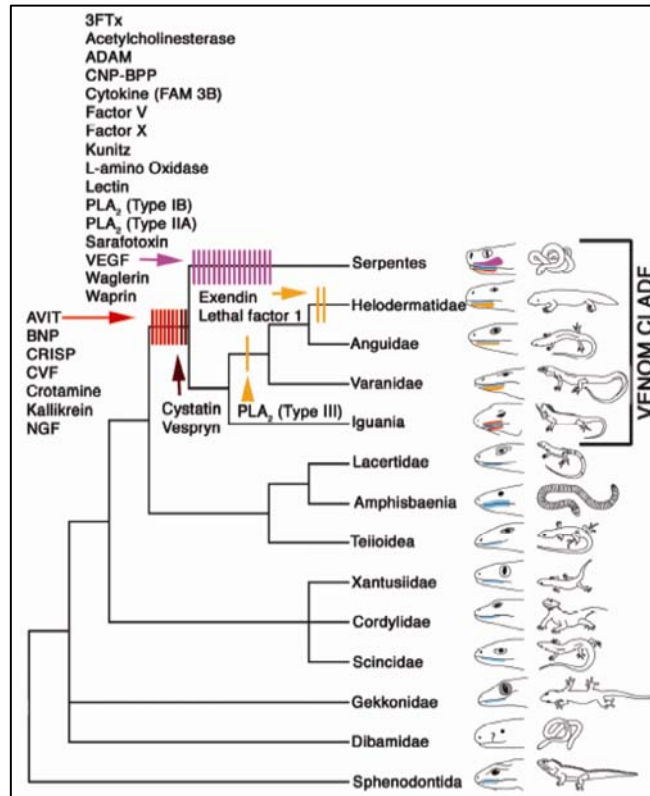 3FTx
Acetylcholinesterase
ADAM
CNP-BPP
Cytokine (FAM 3B)
Factor V
Factor X
Kunitz
L-amino Oxidase
Lectin
PLA₂ (Type IB)
PLA₂ (Type IIA)
Sarafotoxin
VEGF
Waglerin
Waprin
AVIT
BNP
CRISP
CVF
Crotamine
Kallikrein
NGF
Cystatin
Vespryn
Exendin
Lethal factor 1
PLA₂ (Type III)
Serpentes
Helodermatidae
Anguidae
Varanidae
Iguania
Lacertidae
Amphisbaenia
Teiioidea
Xantusiidae
Cordylidae
Scincidae
Gekkonidae
Dibamidae
Sphenodontida
VENOM CLADE